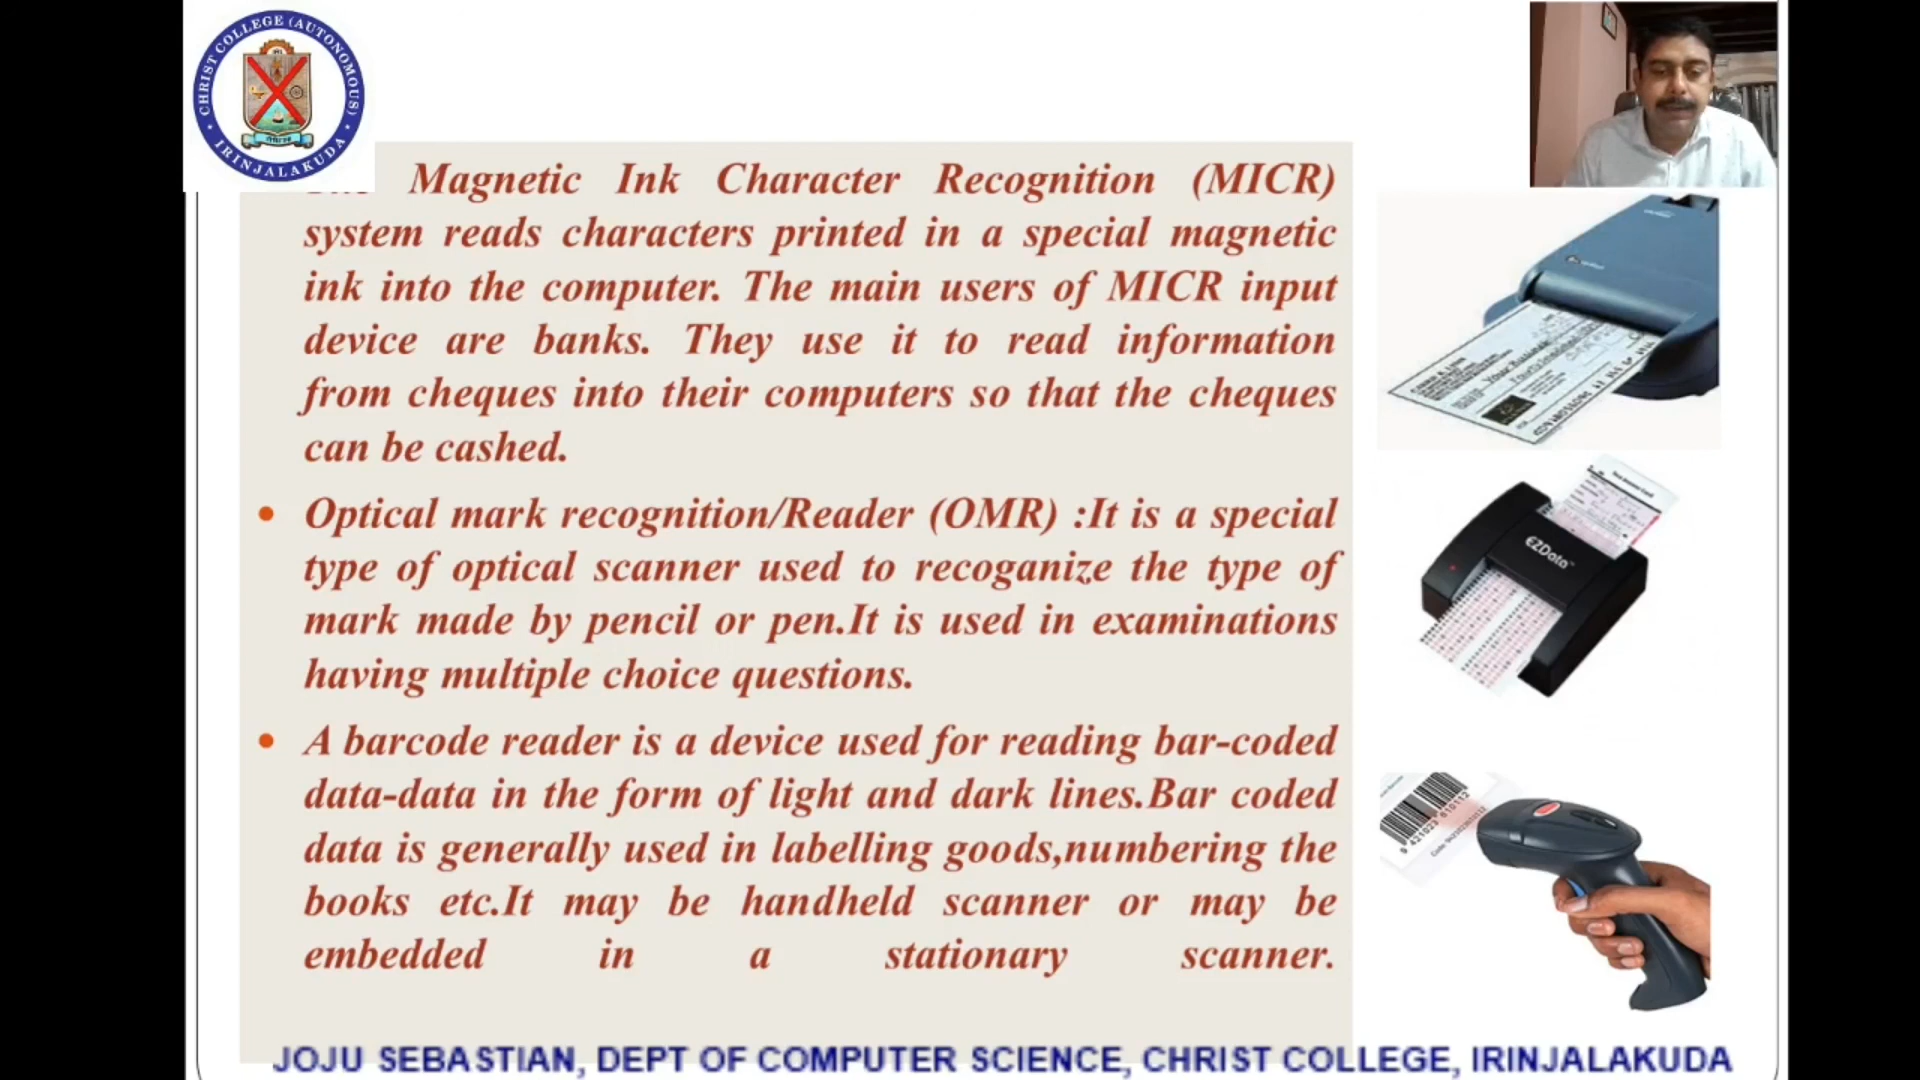 CHRIST COLLEGE (AUTONOMOUS)
IRINJALAKUDA
Magnetic Ink Character Recognition (MICR)
system reads characters printed in a special magnetic
ink into the computer. The main users of MICR input
device are banks. They use it to read information
from cheques into their computers so that the cheques
can be cashed.
• Optical mark recognition/Reader (OMR) :It is a special
type of optical scanner used to recoganize the type of
mark made by pencil or pen.It is used in examinations
having multiple choice questions.
• A barcode reader is a device used for reading bar-coded
data-data in the form of light and dark lines.Bar coded
data is generally used in labelling goods,numbering the
books etc.It may be handheld scanner or may be
embedded in a stationary scanner.
EZData
JOJU SEBASTIAN, DEPT OF COMPUTER SCIENCE, CHRIST COLLEGE, IRINJALAKUDA